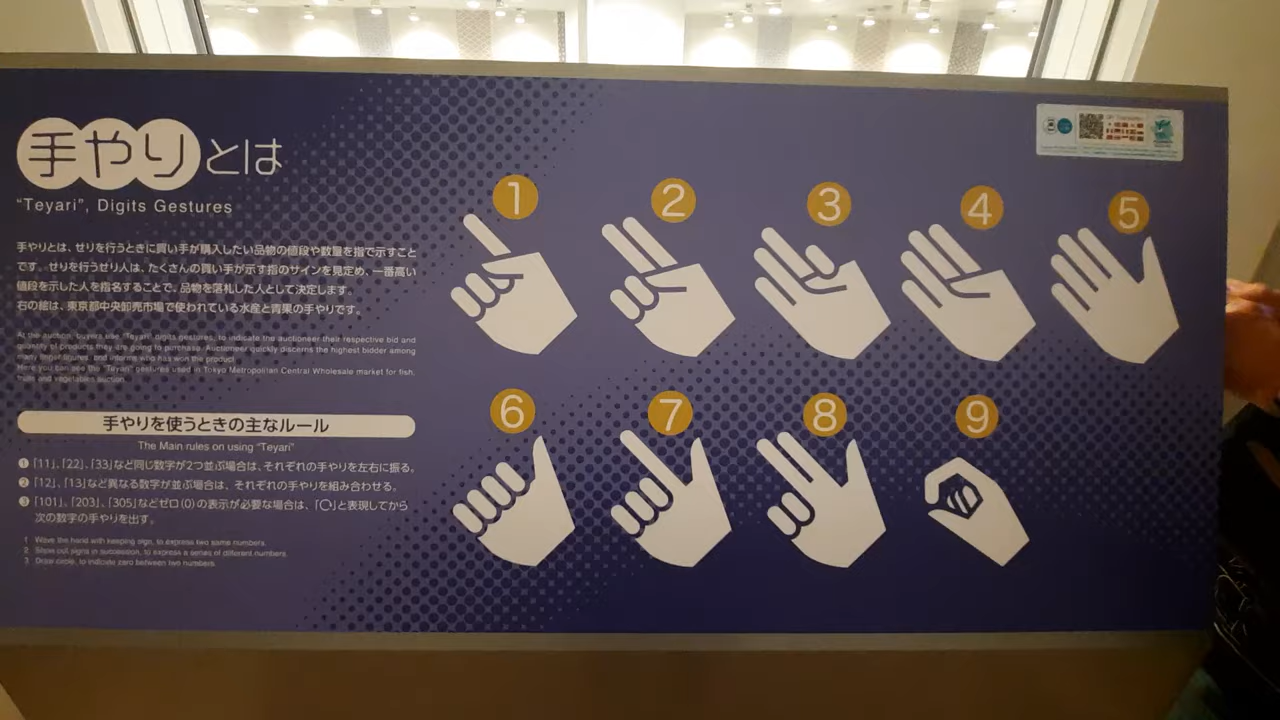 手やりとは
"Teyari", Digits Gestures
手やりとは、せりを行うときに買い手が購入したい品物の値段や数量を指で示すこと
です。せりを行うせり人は、たくさんの買い手が示す指のサインを見定め、一番高い
値段を示した人を指名することで、品物を落札した人として決定します。
右の絵は、東京都中央卸売市場で使われている水産と青果の手やりです。
At the auction, buyers use "Teyari" digits gestures, to indicate the auctioneer their respective bid and
quantity of products they are going to purchase. Auctioneer quickly discerns the highest bidder among
many finger figures, and informs who has won the product.
Here you can see the "Teyari" gestures used in Tokyo Metropolitan Central Wholesale market for fish,
fruits and vegetables auction.
手やりを使うときの主なルール
The Main rules on using "Teyari"
❶「11」、「22」、「33」など同じ数字が2つ並ぶ場合は、それぞれの手やりを左右に振る。
❷「12」、「13」など異なる数字が並ぶ場合は、それぞれの手やりを組み合わせる。
❸「101」、「203」、「305」などゼロ(0)の表示が必要な場合は、「〇」と表現してから
次の数字の手やりを出す。
1 Wave the hand with keeping sign, to express two same numbers.
2 Show out signs in succession, to express a series of different numbers.
3 Draw circle, to indicate zero between two numbers.
1
2
3
4
5
6
7
8
9